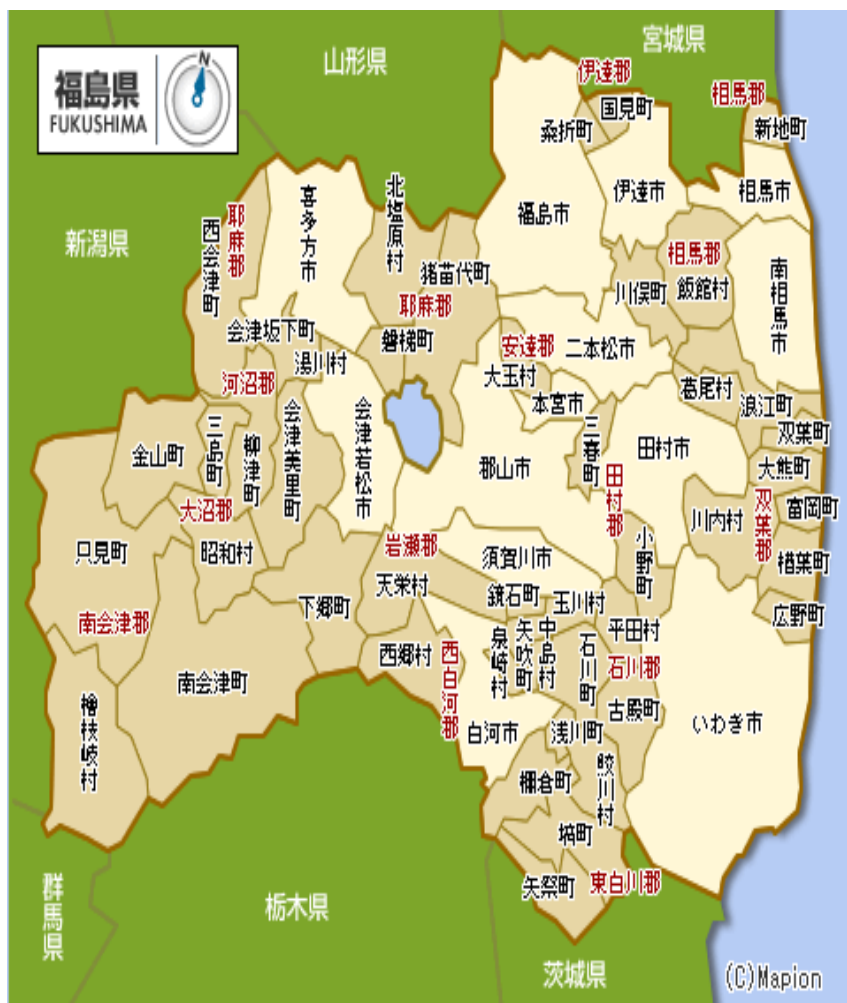 宮城県
山形県
伊達郡
福島県
FUKUSHIMA
N
国見町
相馬郡
桑折町
新地町
北塩原村
喜多方市
伊達市
相馬市
福島市
耶麻郡
西会津町
新潟県
猪苗代町
相馬郡
川俣町
飯館村
南相馬市
耶麻郡
会津坂下町
磐梯町
安達郡
二本松市
湯川村
大玉村
河沼郡
葛尾村
浪江町
本宮市
双葉町
会津美里町
会津若松市
三島町
柳津町
三春町
田村市
金山町
郡山市
大熊町
田村郡
双葉郡
富岡町
大沼郡
川内村
小野町
岩瀬郡
須賀川市
只見町
昭和村
楢葉町
天栄村
鏡石町
玉川村
下郷町
広野町
南会津郡
平田村
泉崎村
矢吹町
中島村
石川町
西郷村
西白河郡
石川郡
南会津町
古殿町
白河市
浅川町
いわき市
檜枝岐村
鮫川村
棚倉町
塙町
矢祭町
東白川郡
群馬県
栃木県
茨城県
(C)Mapion